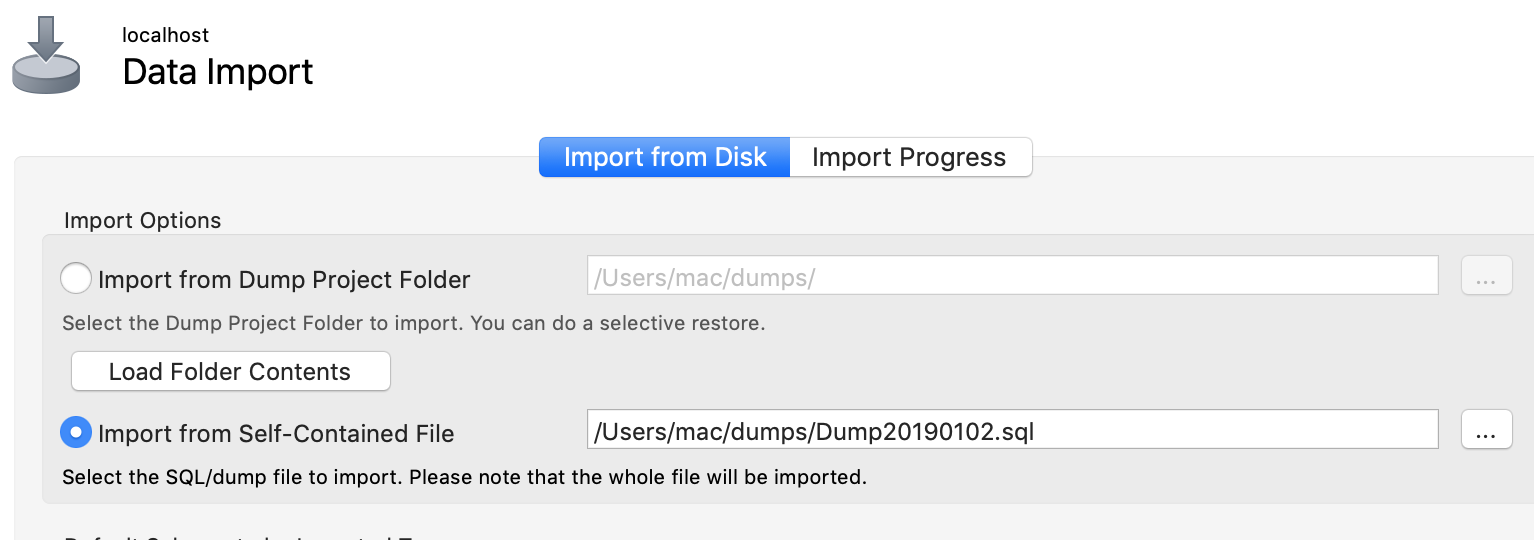 localhost
Data Import
Import from Disk Import Progress
Import Options
Import from Dump Project Folder /Users/mac/dumps/ ...
Select the Dump Project Folder to import. You can do a selective restore.
Load Folder Contents
Import from Self-Contained File /Users/mac/dumps/Dump20190102.sql ...
Select the SQL/dump file to import. Please note that the whole file will be imported.